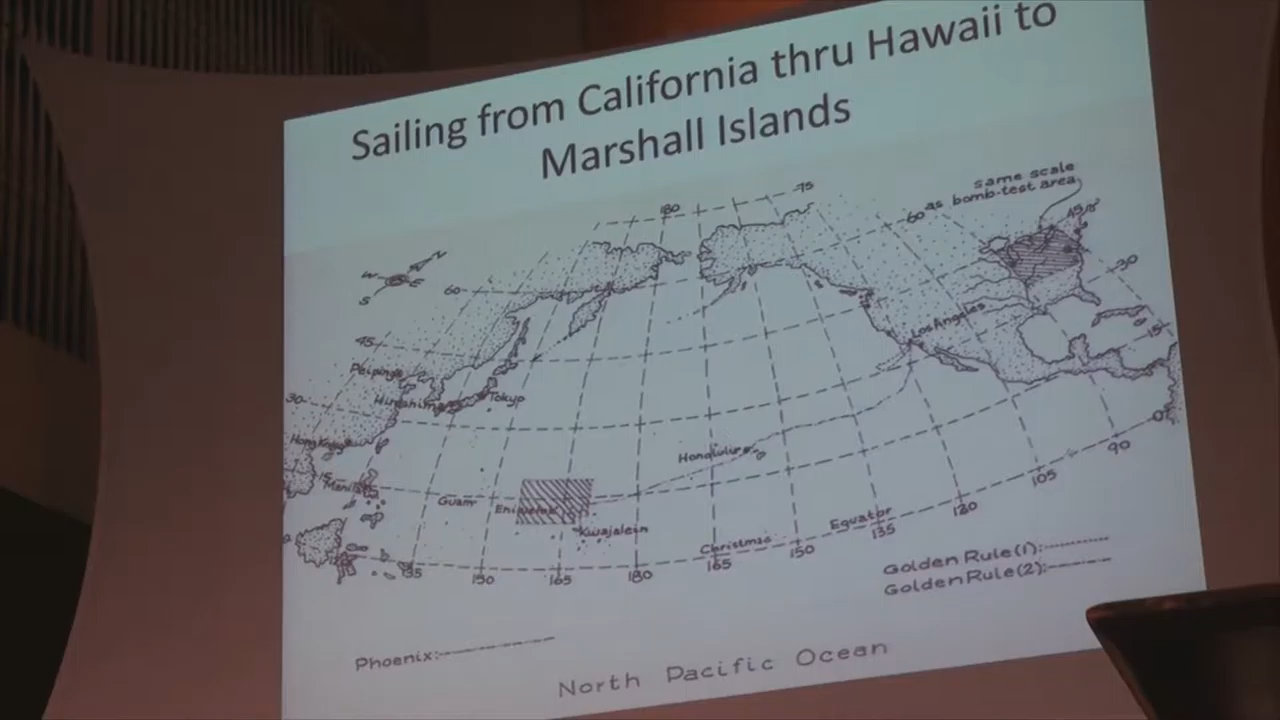 Sailing from California thru Hawaii to
Marshall Islands
same scale
as bomb-test area
75
180
60
45
30
15
N
W
E
S
60
45
Peiping
Los Angeles
Hiroshima
Tokyo
30
Hong Kong
Honolulu
Manila
Guam
Kwajalein
Christmas
Equator
0
90
105
120
135
150
165
180
165
150
135
Golden Rule (1):
Golden Rule (2):
Phoenix:
North Pacific Ocean